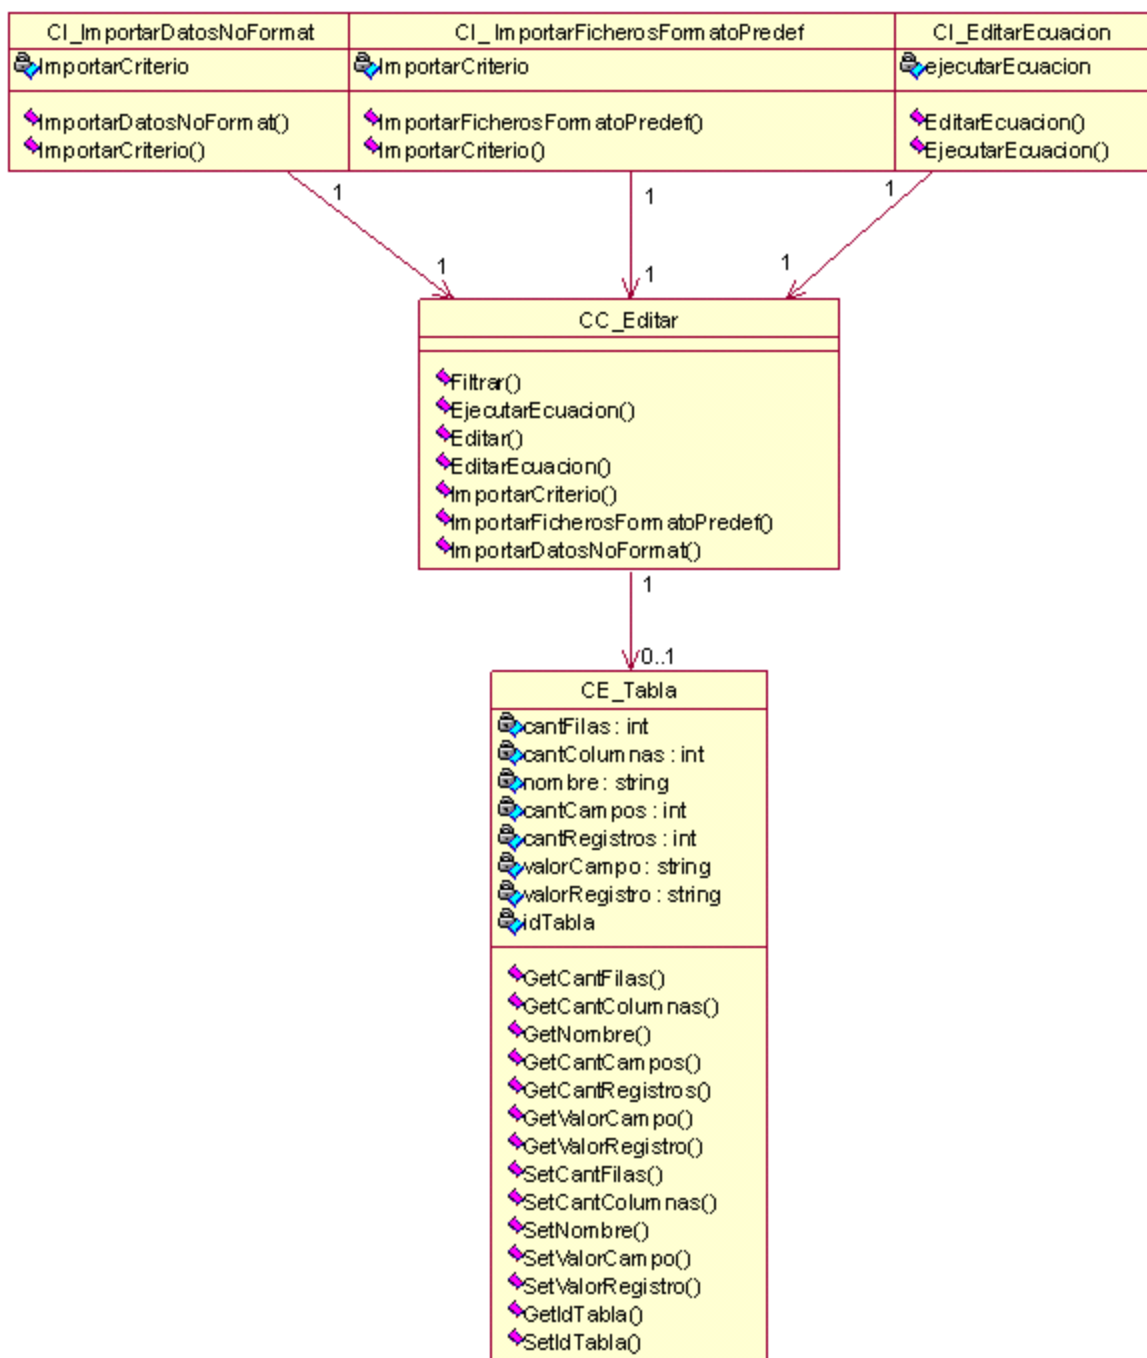 CI_ImportarDatosNoFormat
ImportarCriterio
ImportarDatosNoFormat()
ImportarCriterio()
CI_ImportarFicherosFormatoPredef
ImportarCriterio
ImportarFicherosFormatoPredef()
ImportarCriterio()
CI_EditarEcuacion
ejecutarEcuacion
EditarEcuacion()
EjecutarEcuacion()
1
1
1
1
1
1
CC_Editar
Filtrar()
EjecutarEcuacion()
Editar()
EditarEcuacion()
ImportarCriterio()
ImportarFicherosFormatoPredef()
ImportarDatosNoFormat()
1
0..1
CE_Tabla
cantFilas : int
cantColumnas : int
nombre : string
cantCampos : int
cantRegistros : int
valorCampo : string
valorRegistro : string
idTabla
GetCantFilas()
GetCantColumnas()
GetNombre()
GetCantCampos()
GetCantRegistros()
GetValorCampo()
GetValorRegistro()
SetCantFilas()
SetCantColumnas()
SetNombre()
SetValorCampo()
SetValorRegistro()
GetIdTabla()
SetIdTabla()